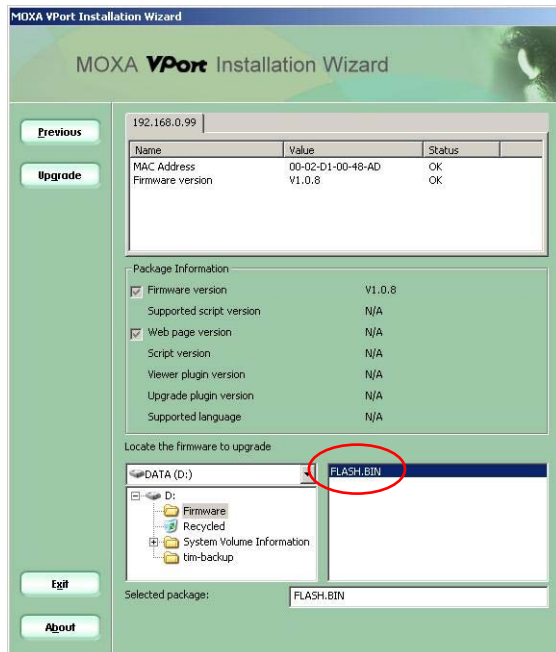 MOXA VPort Installation Wizard
MOXA VPort Installation Wizard
Previous
Upgrade
192.168.0.99
Name Value Status
MAC Address 00-02-D1-00-48-AD OK
Firmware version V1.0.8 OK
Package Information
Firmware version V1.0.8
Supported script version N/A
Web page version N/A
Script version N/A
Viewer plugin version N/A
Upgrade plugin version N/A
Supported language N/A
Locate the firmware to upgrade
DATA (D:)
FLASH.BIN
D:
Firmware
Recycled
System Volume Information
tim-backup
Exit
Selected package: FLASH.BIN
About